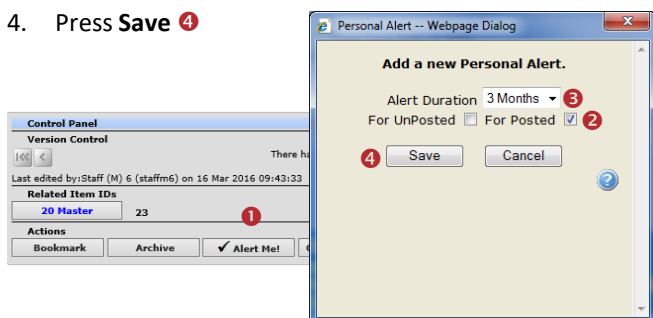 4. Press Save ❹
Personal Alert -- Webpage Dialog
Add a new Personal Alert.
Alert Duration 3 Months ❸
For UnPosted For Posted ❷
❹ Save Cancel
Control Panel
Version Control
There ha
Last edited by:Staff (M) 6 (staffm6) on 16 Mar 2016 09:43:33
Related Item IDs
20 Master 23
❶
Actions
Bookmark Archive ✓ Alert Me!